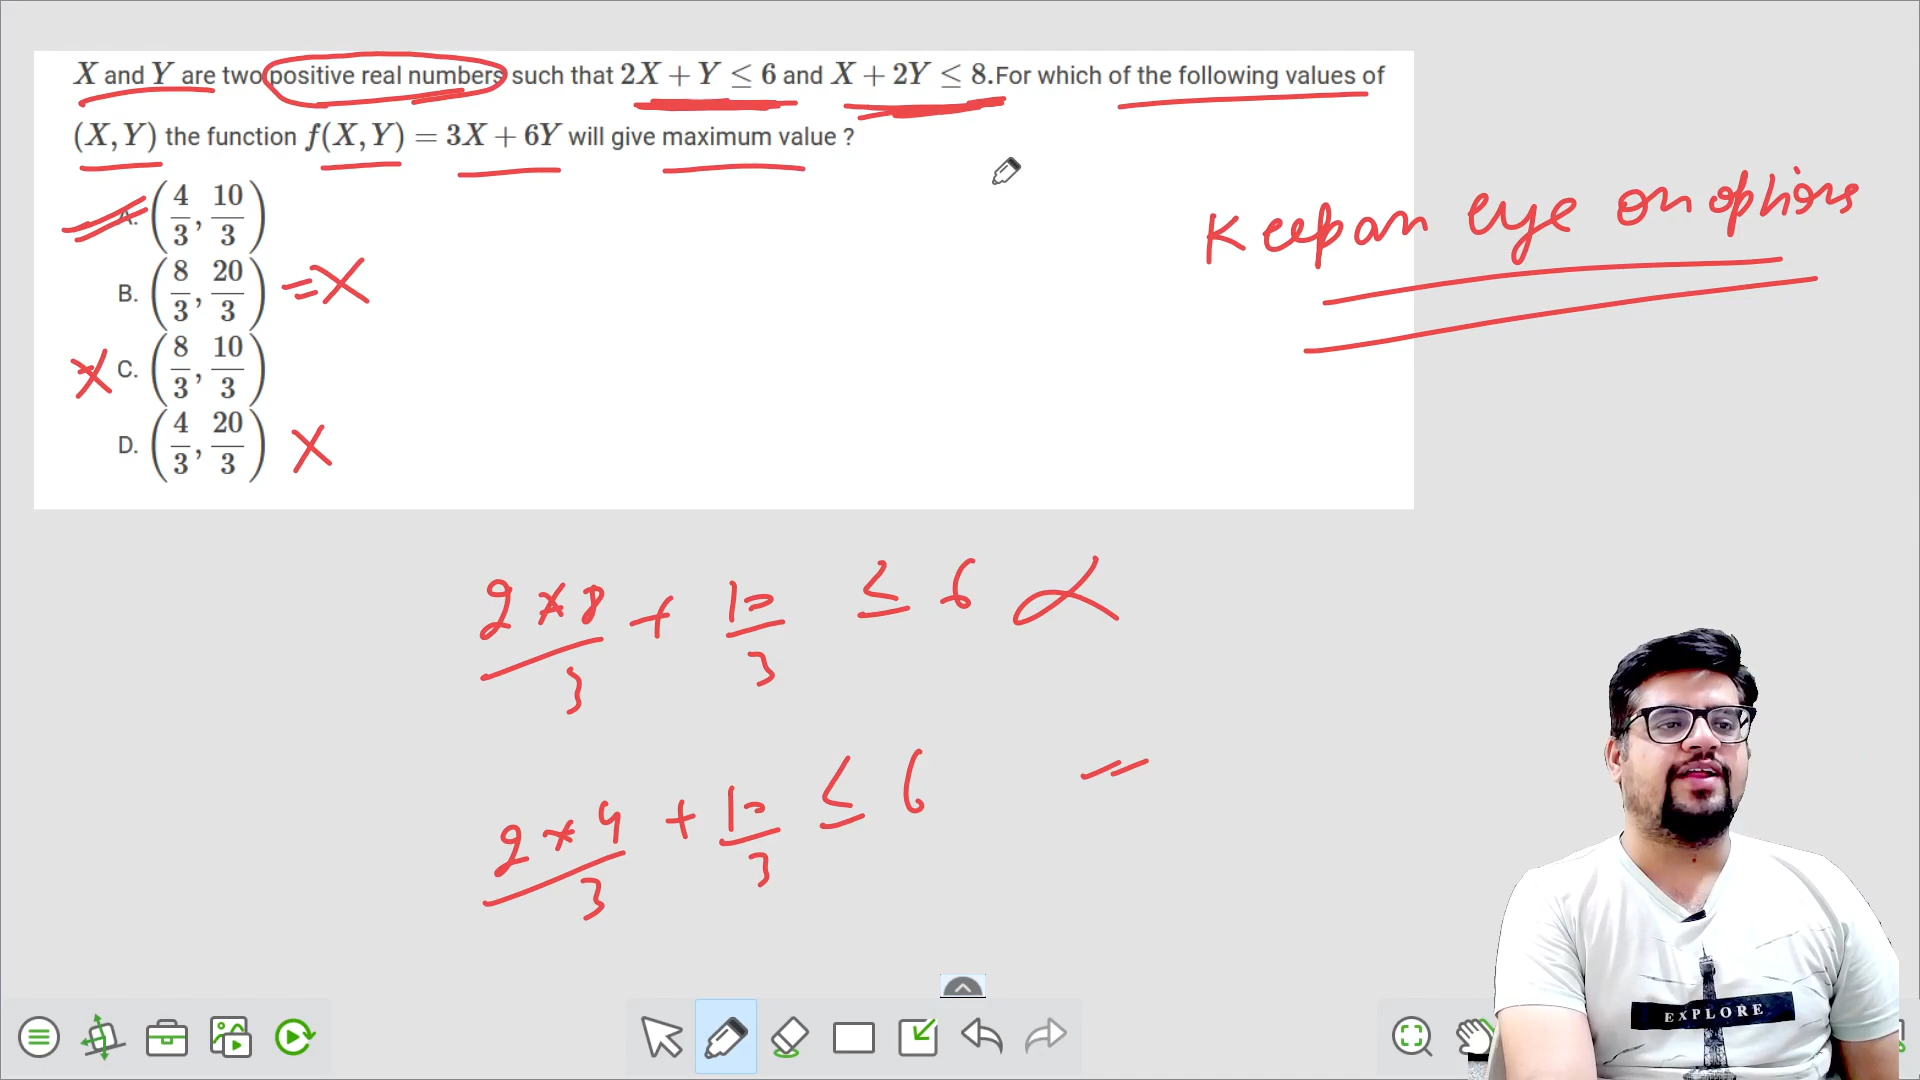 X and Y are two positive real numbers such that 2X + Y ≤ 6 and X + 2Y ≤ 8.For which of the following values of
(X, Y) the function f(X, Y) = 3X + 6Y will give maximum value ?
A. (4/3, 10/3)
B. (8/3, 20/3) = X
X C. (8/3, 10/3)
D. (4/3, 20/3) X
Keep an eye on options
2 * 8/3 + 10/3 ≤ 6
2 * 4/3 + 10/3 ≤ 6
EXPLORE